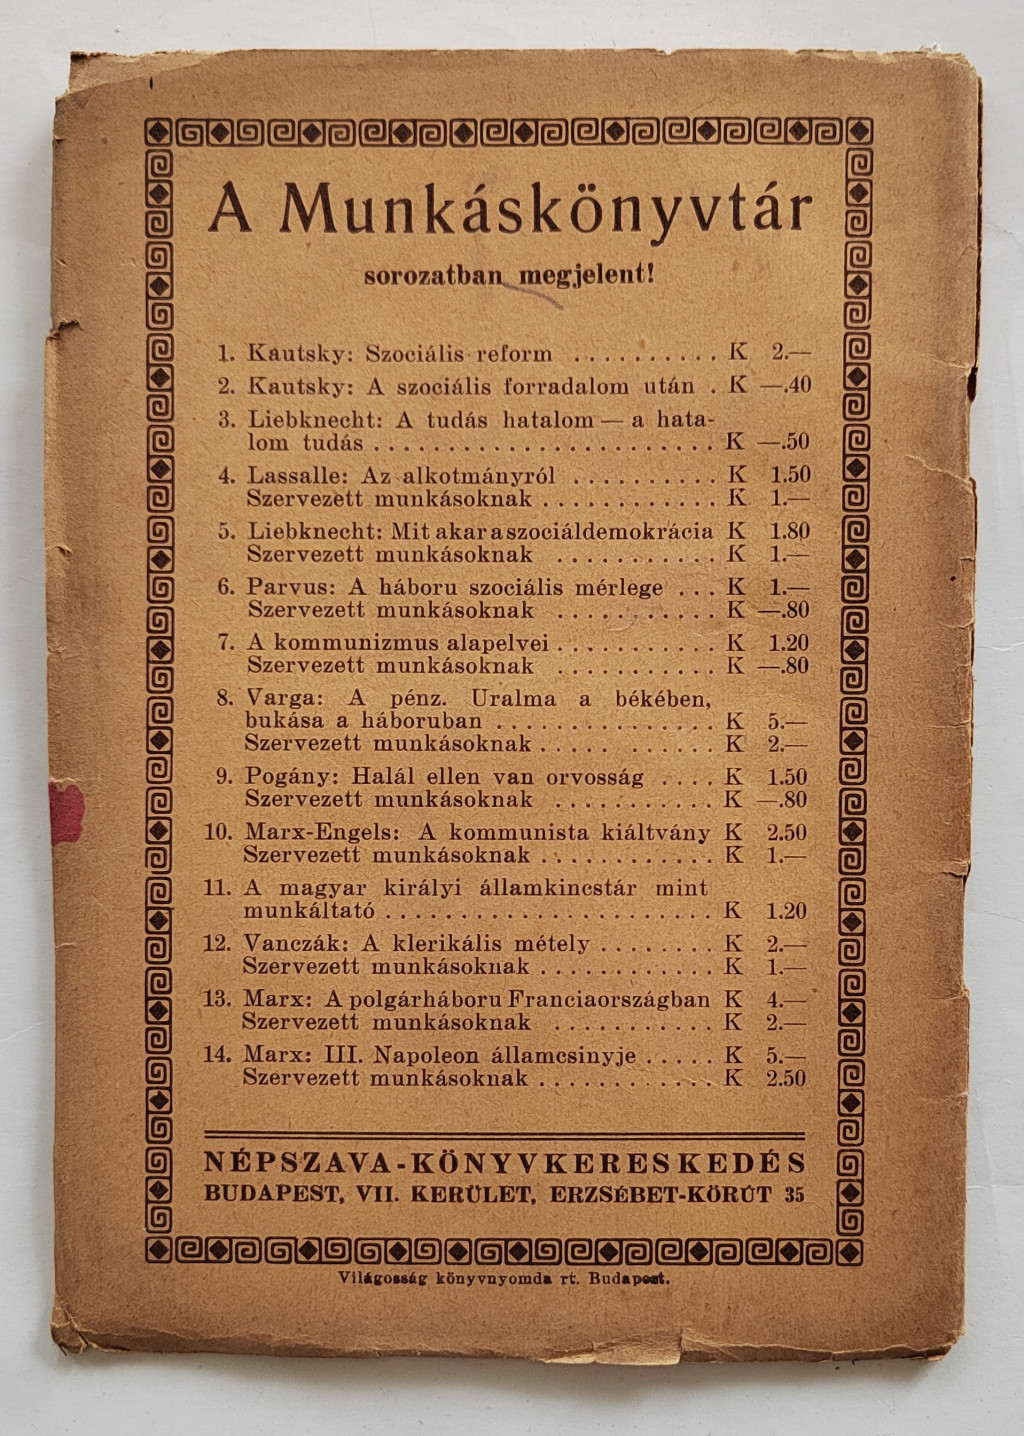 A Munkáskönyvtár
sorozatban megjelent!
1. Kautsky: Szociális reform .......... K 2.—
2. Kautsky: A szociális forradalom után . K —.40
3. Liebknecht: A tudás hatalom — a hata-
lom tudás ....................... K —.50
4. Lassalle: Az alkotmányról .......... K 1.50
Szervezett munkásoknak ............ K 1.—
5. Liebknecht: Mit akar a szociáldemokrácia K 1.80
Szervezett munkásoknak ........... K 1.—
6. Parvus: A háboru szociális mérlege ... K 1.—
Szervezett munkásoknak ........... K —.80
7. A kommunizmus alapelvei ........... K 1.20
Szervezett munkásoknak ........... K —.80
8. Varga: A pénz. Uralma a békében,
bukása a háboruban ............... K 5.—
Szervezett munkásoknak ............ K 2.—
9. Pogány: Halál ellen van orvosság .... K 1.50
Szervezett munkásoknak ........... K —.80
10. Marx-Engels: A kommunista kiáltvány K 2.50
Szervezett munkásoknak ............ K 1.—
11. A magyar királyi államkincstár mint
munkáltató ...................... K 1.20
12. Vanczák: A klerikális métely ........ K 2.—
Szervezett munkásoknak ............ K 1.—
13. Marx: A polgárháboru Franciaországban K 4.—
Szervezett munkásoknak ........... K 2.—
14. Marx: III. Napoleon államcsinyje ..... K 5.—
Szervezett munkásoknak ............ K 2.50
NÉPSZAVA-KÖNYVKERESKEDÉS
BUDAPEST, VII. KERÜLET, ERZSÉBET-KÖRÚT 35
Világosság könyvnyomda rt. Budapest.